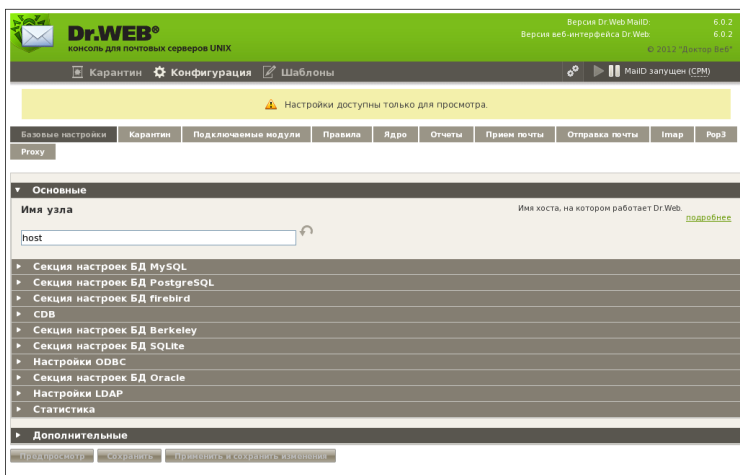 Dr.WEB®
консоль для почтовых серверов UNIX
Версия Dr.Web MailD: 6.0.2
Версия веб-интерфейса Dr.Web: 6.0.2
© 2012 "Доктор Веб"
Карантин Конфигурация Шаблоны MailD запущен (CPM)
Настройки доступны только для просмотра.
Базовые настройки Карантин Подключаемые модули Правила Ядро Отчеты Прием почты Отправка почты Imap Pop3
Proxy
Основные
Имя узла Имя хоста, на котором работает Dr.Web.
подробнее
host
Секция настроек БД MySQL
Секция настроек БД PostgreSQL
Секция настроек БД firebird
CDB
Секция настроек БД Berkeley
Секция настроек БД SQLite
Настройки ODBC
Секция настроек БД Oracle
Настройки LDAP
Статистика
Дополнительные
Предпросмотр Сохранить Применить и сохранить изменения